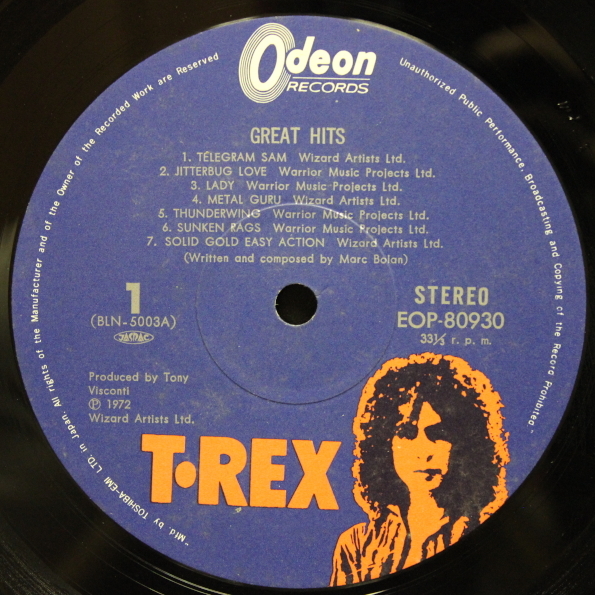 Odeon
RECORDS
GREAT HITS
1. TELEGRAM SAM Wizard Artists Ltd.
2. JITTERBUG LOVE Warrior Music Projects Ltd.
3. LADY Warrior Music Projects Ltd.
4. METAL GURU Wizard Artists Ltd.
5. THUNDERWING Warrior Music Projects Ltd.
6. SUNKEN RAGS Warrior Music Projects Ltd.
7. SOLID GOLD EASY ACTION Wizard Artists Ltd.
(Written and composed by Marc Bolan)
1
(BLN-5003A)
JASRAC
STEREO
EOP-80930
33⅓ r. p. m.
Produced by Tony
Visconti
Ⓟ 1972
Wizard Artists Ltd.
T•REX
"Mfd. by TOSHIBA-EMI LTD. in Japan. All rights of the Manufacturer and of the Owner of the Recorded Work are Reserved
Unauthorized Public Performance, Broadcasting and Copying of the Record Prohibited"